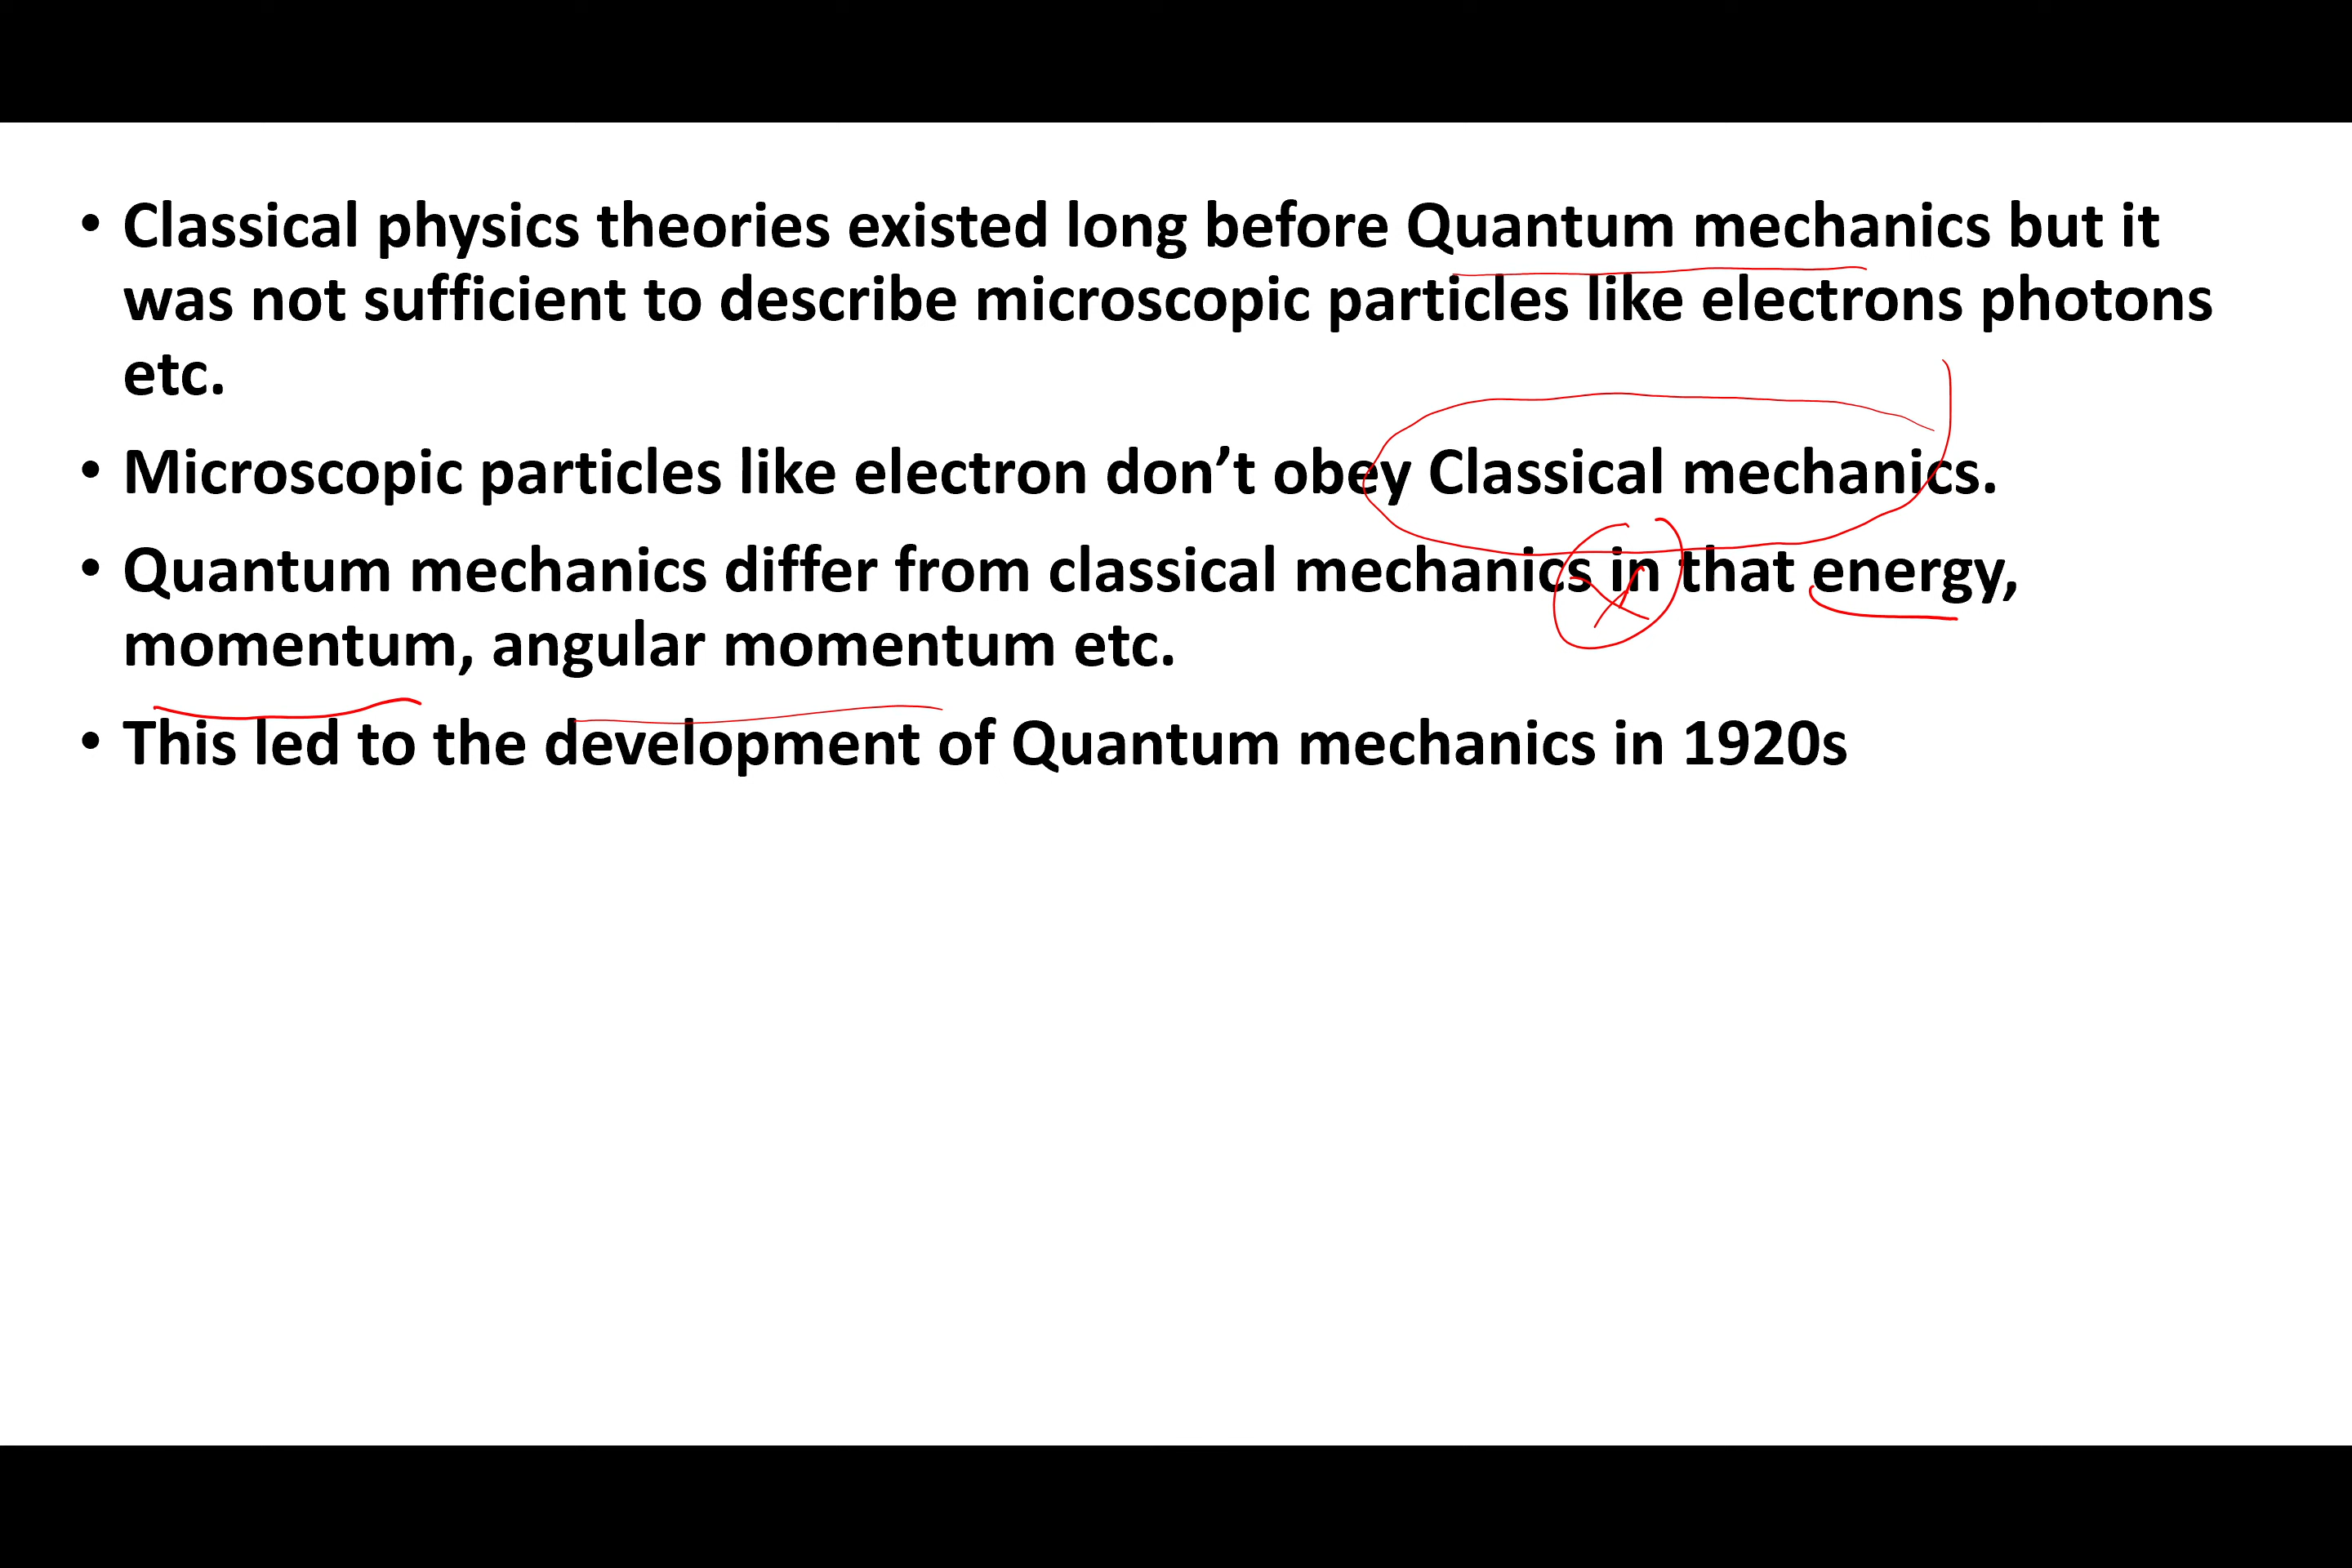 • Classical physics theories existed long before Quantum mechanics but it
was not sufficient to describe microscopic particles like electrons photons
etc.
• Microscopic particles like electron don’t obey Classical mechanics.
• Quantum mechanics differ from classical mechanics in that energy,
momentum, angular momentum etc.
• This led to the development of Quantum mechanics in 1920s